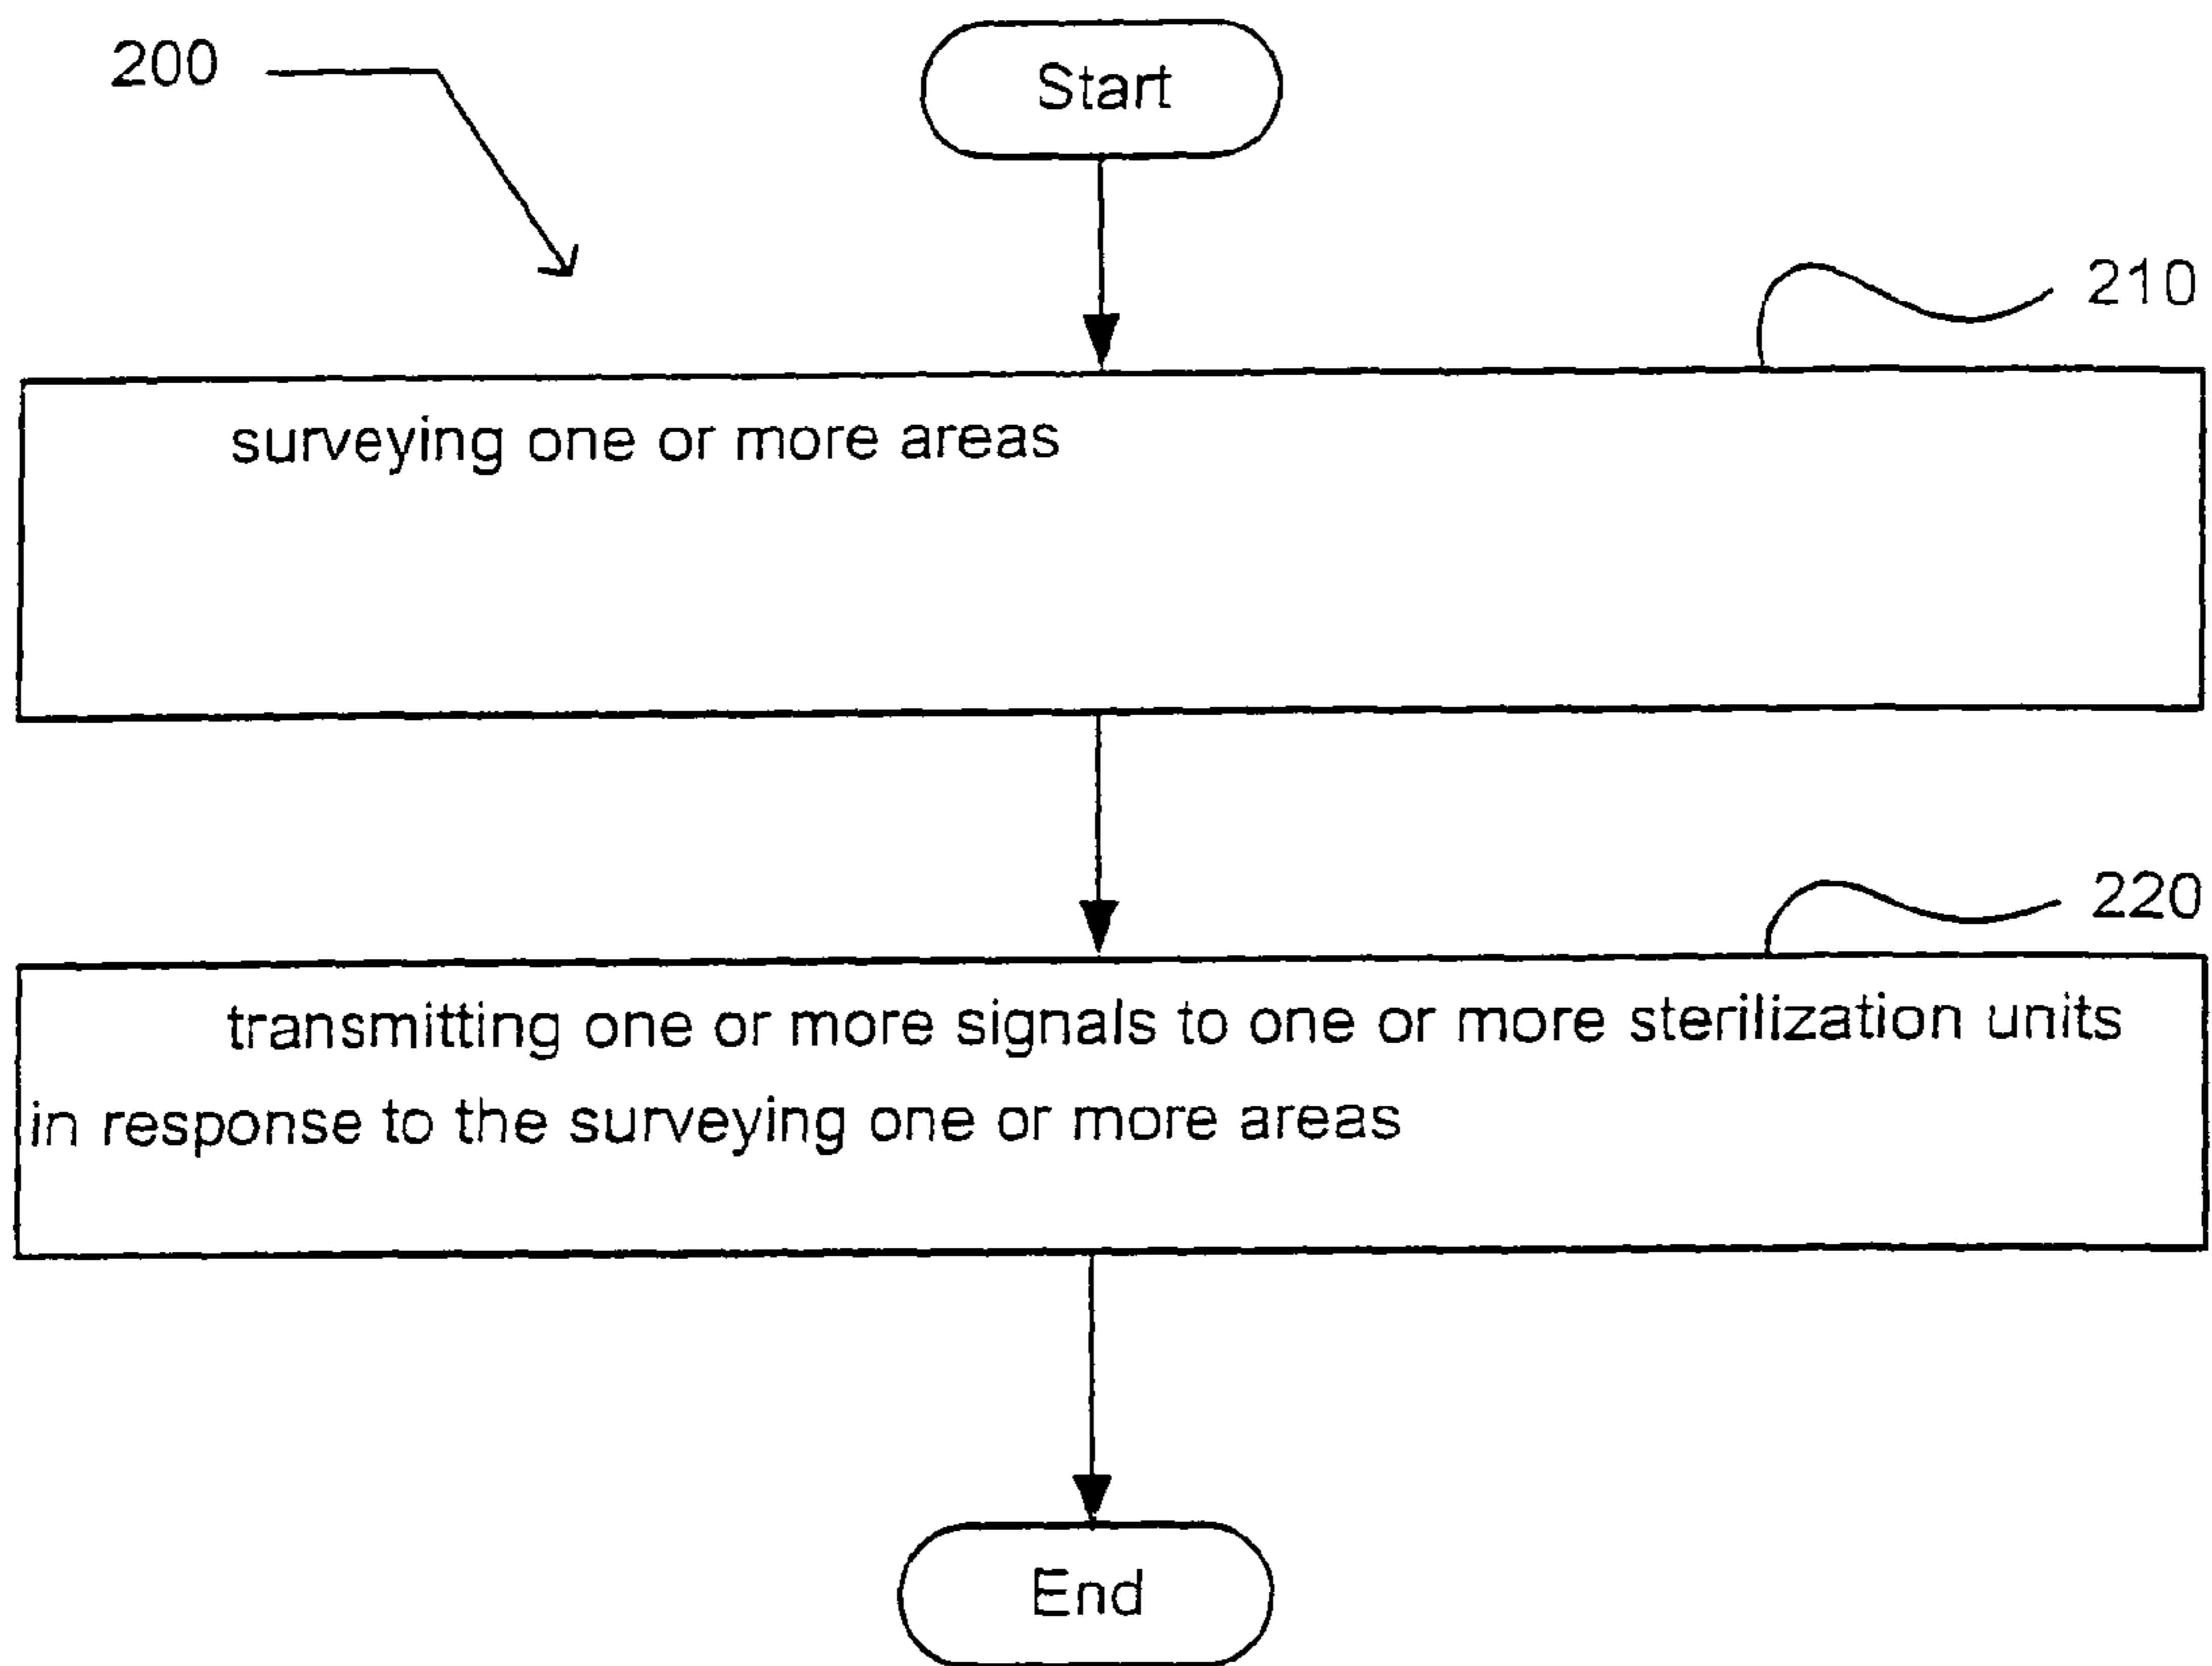 200
Start
210
surveying one or more areas
220
transmitting one or more signals to one or more sterilization units
in response to the surveying one or more areas
End